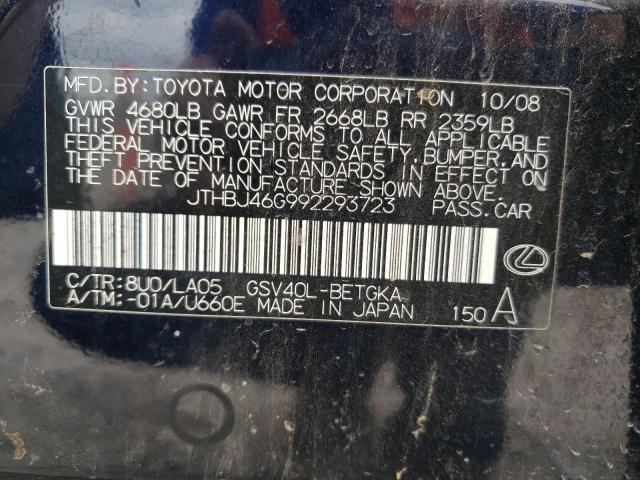 MFD. BY: TOYOTA MOTOR CORPORATION 10/08
GVWR 4680LB GAWR FR 2668LB RR 2359LB
THIS VEHICLE CONFORMS TO ALL APPLICABLE
FEDERAL MOTOR VEHICLE SAFETY, BUMPER, AND
THEFT PREVENTION STANDARDS IN EFFECT ON
THE DATE OF MANUFACTURE SHOWN ABOVE.
JTHBJ46G992293723 PASS.CAR
C/TR: 8U0/LA05 GSV40L-BETGKA
A/TM: -01A/U660E MADE IN JAPAN 150 A